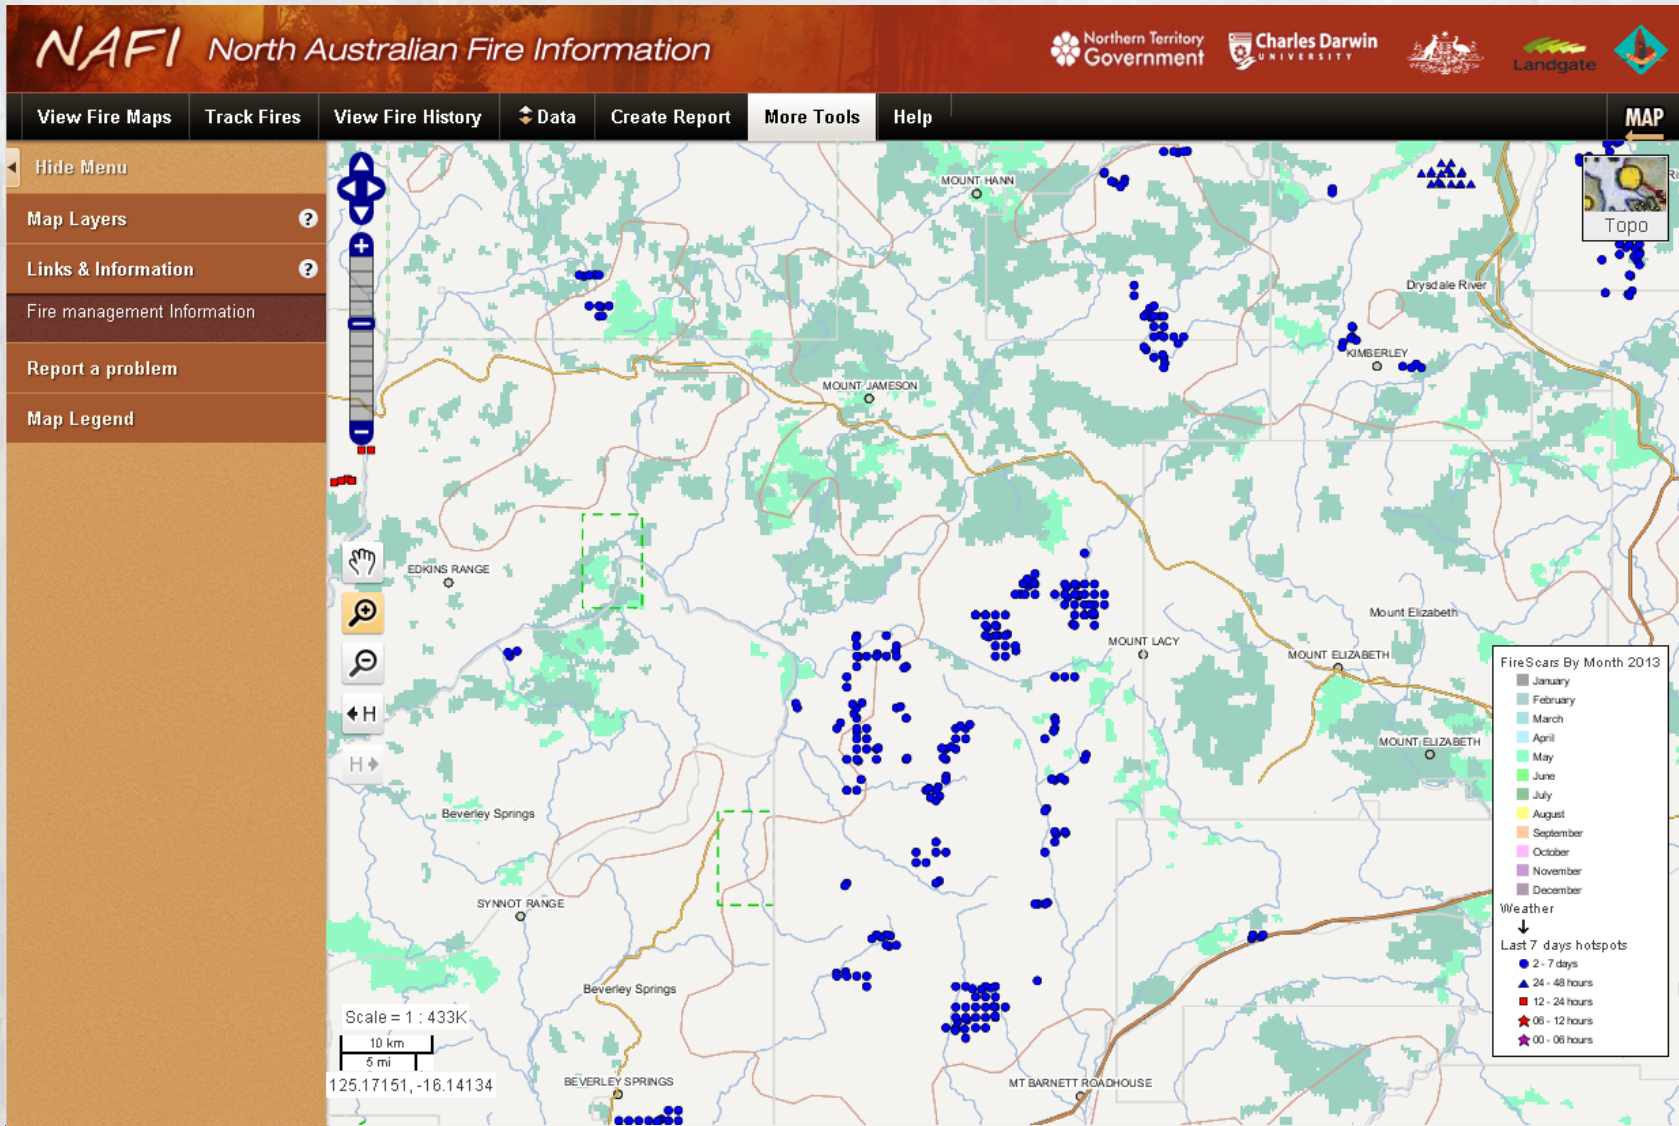 NAFI North Australian Fire Information
Northern Territory Government
Charles Darwin UNIVERSITY
Landgate
View Fire Maps
Track Fires
View Fire History
Data
Create Report
More Tools
Help
MAP
Hide Menu
Map Layers ?
Links & Information ?
Fire management Information
Report a problem
Map Legend
Topo
MOUNT HANN
Drysdale River
KIMBERLEY
MOUNT JAMESON
EDKINS RANGE
Mount Elizabeth
MOUNT LACY
MOUNT ELIZABETH
MOUNT ELIZABETH
H
H
Beverley Springs
SYNNOT RANGE
Beverley Springs
BEVERLEY SPRINGS
MT BARNETT ROADHOUSE
Scale = 1 : 433K
10 km
5 mi
125.17151, -16.14134
FireScars By Month 2013
January
February
March
April
May
June
July
August
September
October
November
December
Weather
Last 7 days hotspots
2 - 7 days
24 - 48 hours
12 - 24 hours
06 - 12 hours
00 - 06 hours